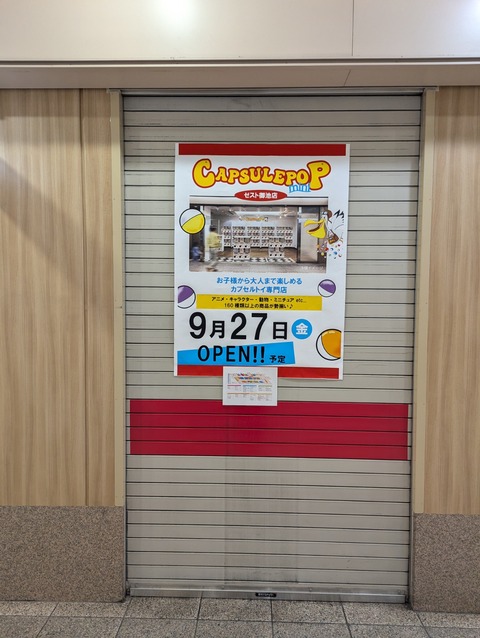 CAPSULEPOP
ゼスト御池店
お子様から大人まで楽しめる
カプセルトイ専門店
アニメ・キャラクター・動物・ミニチュア etc...
160種類以上の商品が勢揃い♪
9月27日金
OPEN!!予定